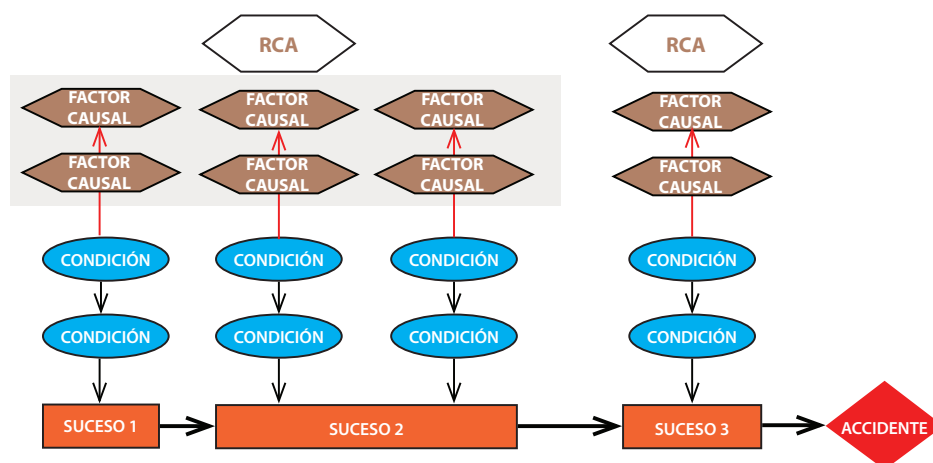 RCA
RCA
FACTOR
CAUSAL
FACTOR
CAUSAL
FACTOR
CAUSAL
FACTOR
CAUSAL
FACTOR
CAUSAL
FACTOR
CAUSAL
FACTOR
CAUSAL
FACTOR
CAUSAL
CONDICIÓN
CONDICIÓN
CONDICIÓN
CONDICIÓN
CONDICIÓN
CONDICIÓN
CONDICIÓN
CONDICIÓN
SUCESO 1
SUCESO 2
SUCESO 3
ACCIDENTE